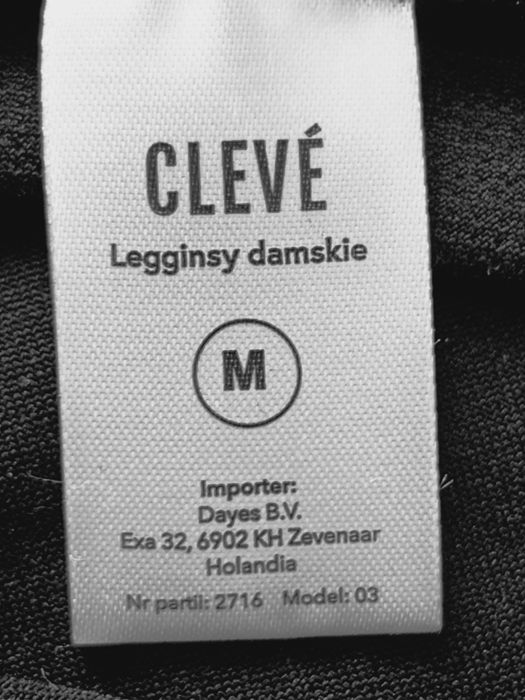 CLEVÉ
Legginsy damskie
M
Importer:
Dayes B.V.
Exa 32, 6902 KH Zevenaar
Holandia
Nr partii: 2716 Model: 03